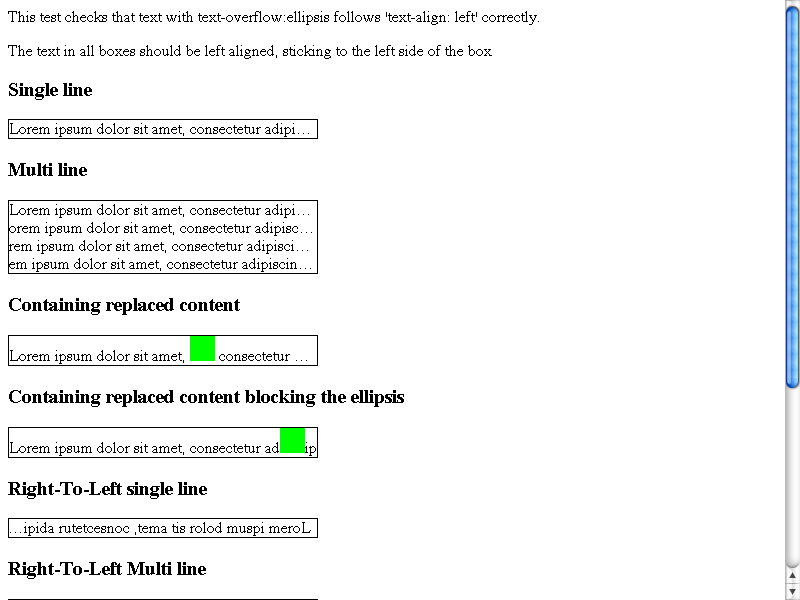 This test checks that text with text-overflow:ellipsis follows 'text-align: left' correctly.
The text in all boxes should be left aligned, sticking to the left side of the box
Single line
Lorem ipsum dolor sit amet, consectetur adipi…
Multi line
Lorem ipsum dolor sit amet, consectetur adipi…
orem ipsum dolor sit amet, consectetur adipisc…
rem ipsum dolor sit amet, consectetur adipisci…
em ipsum dolor sit amet, consectetur adipiscin…
Containing replaced content
Lorem ipsum dolor sit amet, consectetur …
Containing replaced content blocking the ellipsis
Lorem ipsum dolor sit amet, consectetur ad ip
Right-To-Left single line
…ipida rutetcesnoc ,tema tis rolod muspi meroL
Right-To-Left Multi line